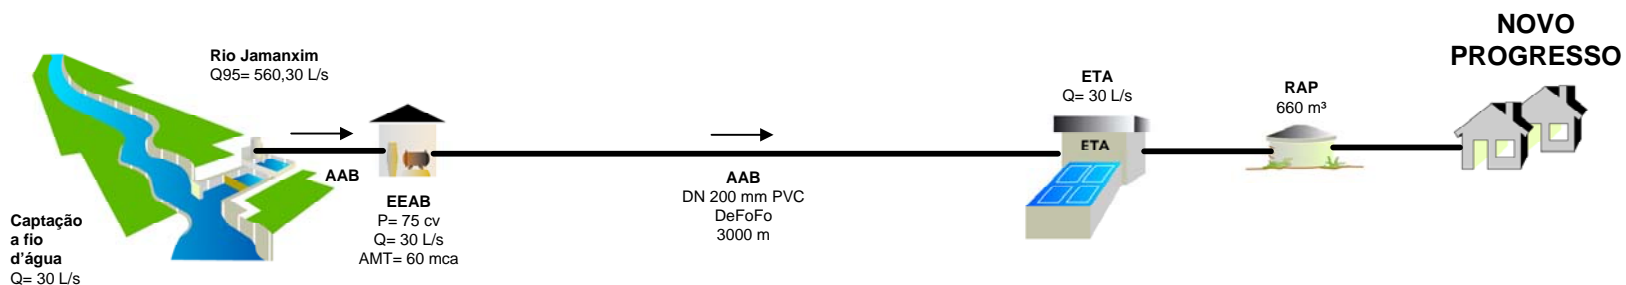 NOVO
PROGRESSO
Rio Jamanxim
Q95= 560,30 L/s
ETA
Q= 30 L/s
RAP
660 m³
ETA
AAB
EEAB
P= 75 cv
Q= 30 L/s
AMT= 60 mca
AAB
DN 200 mm PVC
DeFoFo
3000 m
Captação
a fio
d'água
Q= 30 L/s